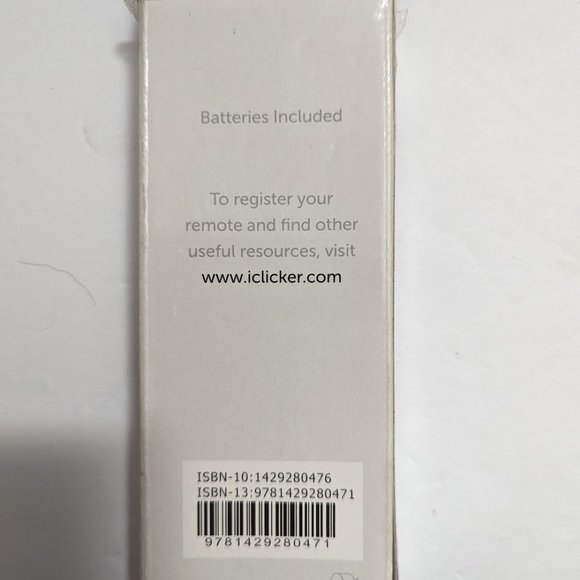 Batteries Included
To register your
remote and find other
useful resources, visit
www.iclicker.com
ISBN-10:1429280476
ISBN-13:9781429280471
9781429280471